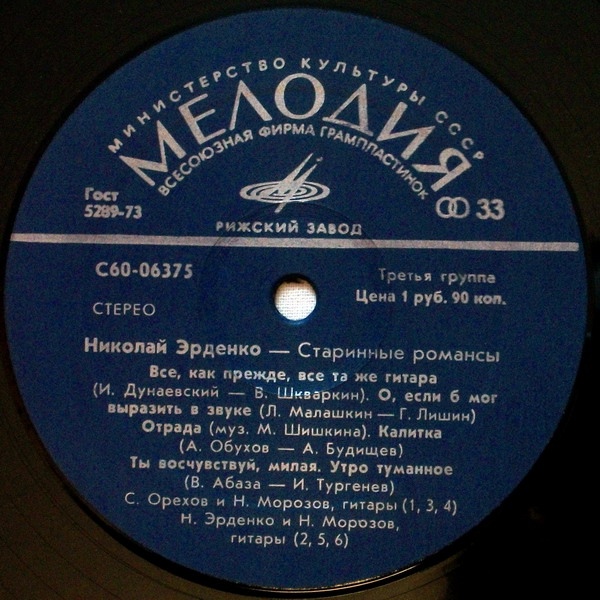 МИНИСТЕРСТВО КУЛЬТУРЫ СССР
МЕЛОДИЯ
ВСЕСОЮЗНАЯ ФИРМА ГРАМПЛАСТИНОК
Гост
5289-73
33
РИЖСКИЙ ЗАВОД
С60-06375
Третья группа
Цена 1 руб. 90 коп.
СТЕРЕО
Николай Эрденко — Старинные романсы
Все, как прежде, все та же гитара
(И. Дунаевский — В. Шкваркин). О, если б мог
выразить в звуке (Л. Малашкин — Г. Лишин)
Отрада (муз. М. Шишкина). Калитка
(А. Обухов — А. Будищев)
Ты восчувствуй, милая. Утро туманное
(В. Абаза — И. Тургенев)
С. Орехов и Н. Морозов, гитары (1, 3, 4)
Н. Эрденко и Н. Морозов,
гитары (2, 5, 6)